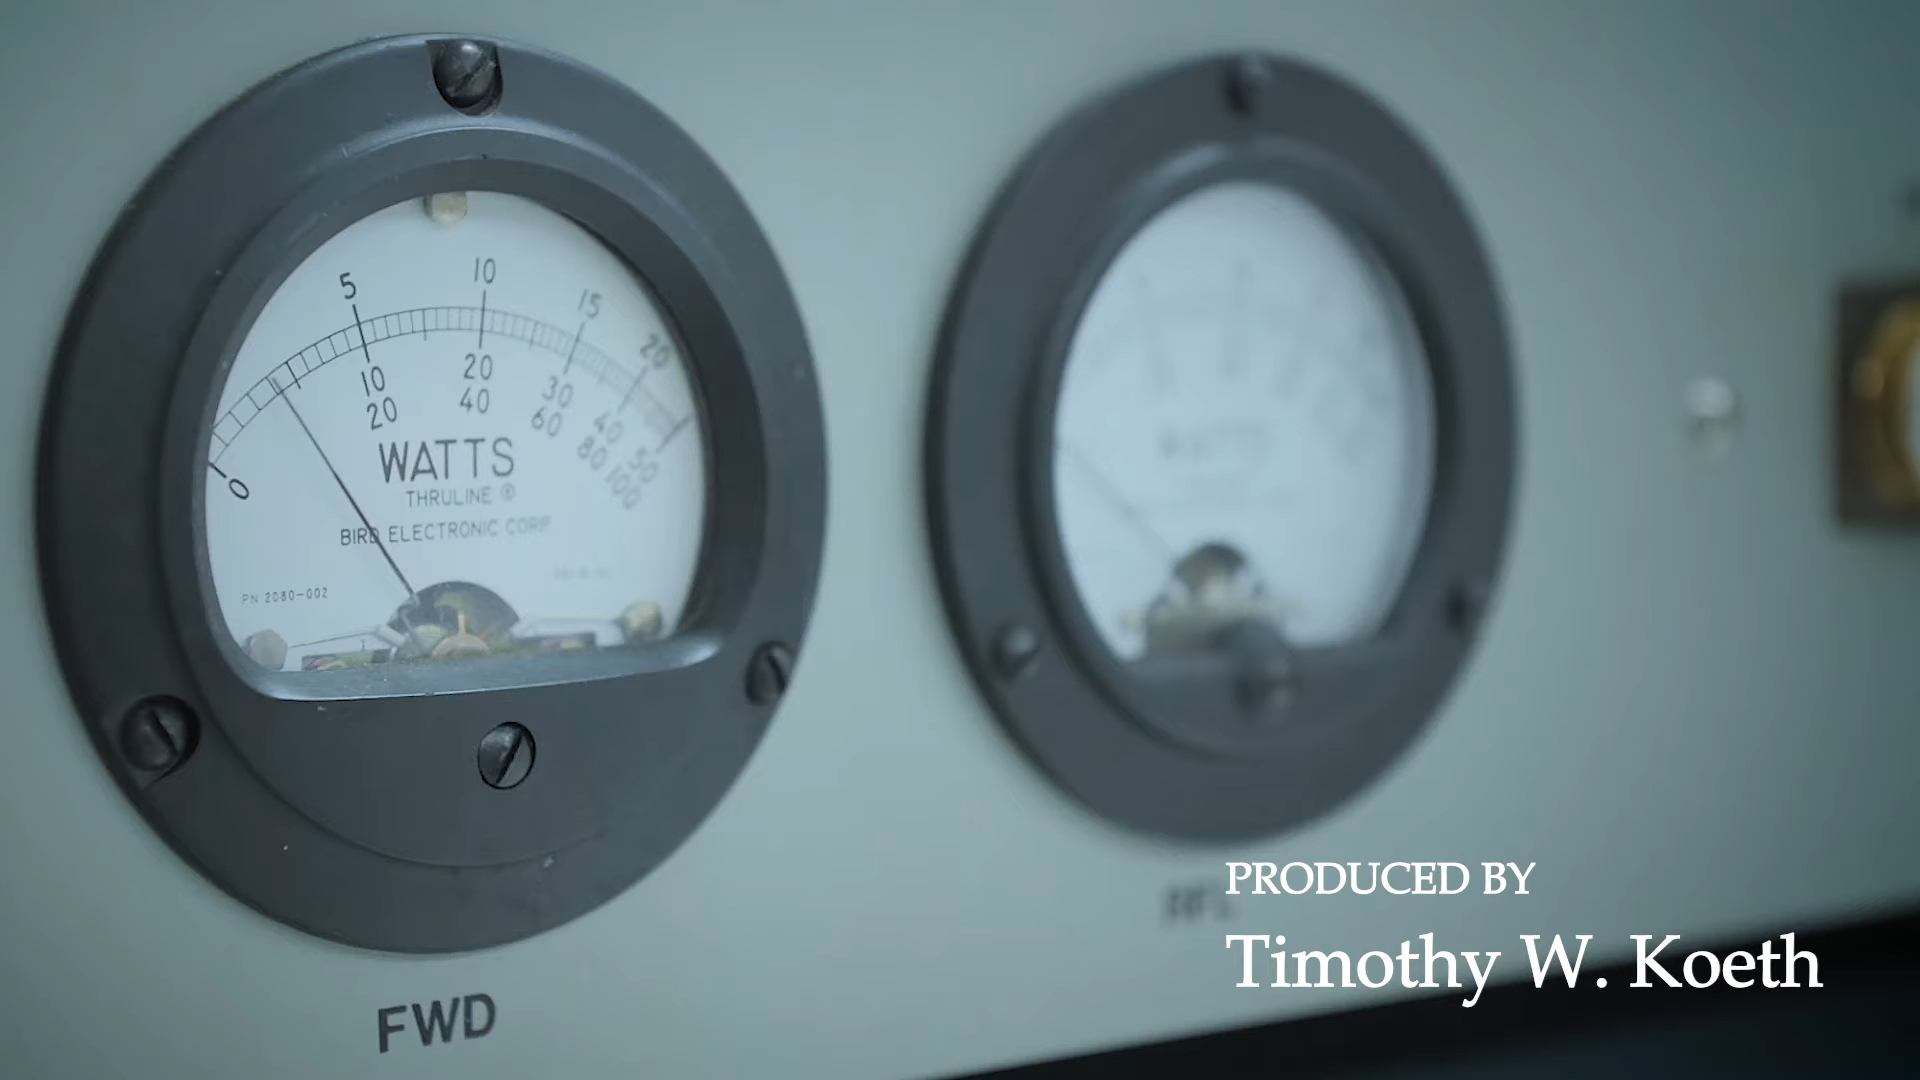 5 10 15 20
0 10 20 30 40 50
20 40 60 80 100
WATTS
THRULINE ®
BIRD ELECTRONIC CORP.
PN 2080-002
FWD
WATTS
PRODUCED BY
Timothy W. Koeth